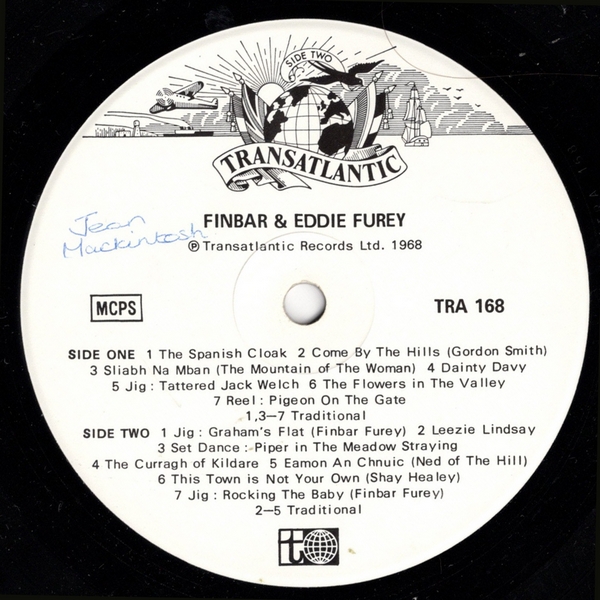 SIDE TWO
TRANSATLANTIC
Jean
Mackintosh
FINBAR & EDDIE FUREY
℗ Transatlantic Records Ltd. 1968
MCPS
TRA 168
SIDE ONE 1 The Spanish Cloak 2 Come By The Hills (Gordon Smith)
3 Sliabh Na Mban (The Mountain of The Woman) 4 Dainty Davy
5 Jig : Tattered Jack Welch 6 The Flowers in The Valley
7 Reel : Pigeon On The Gate
1,3–7 Traditional
SIDE TWO 1 Jig : Graham's Flat (Finbar Furey) 2 Leezie Lindsay
3 Set Dance : Piper in The Meadow Straying
4 The Curragh of Kildare 5 Eamon An Chnuic (Ned of The Hill)
6 This Town is Not Your Own (Shay Healey)
7 Jig : Rocking The Baby (Finbar Furey)
2–5 Traditional
t